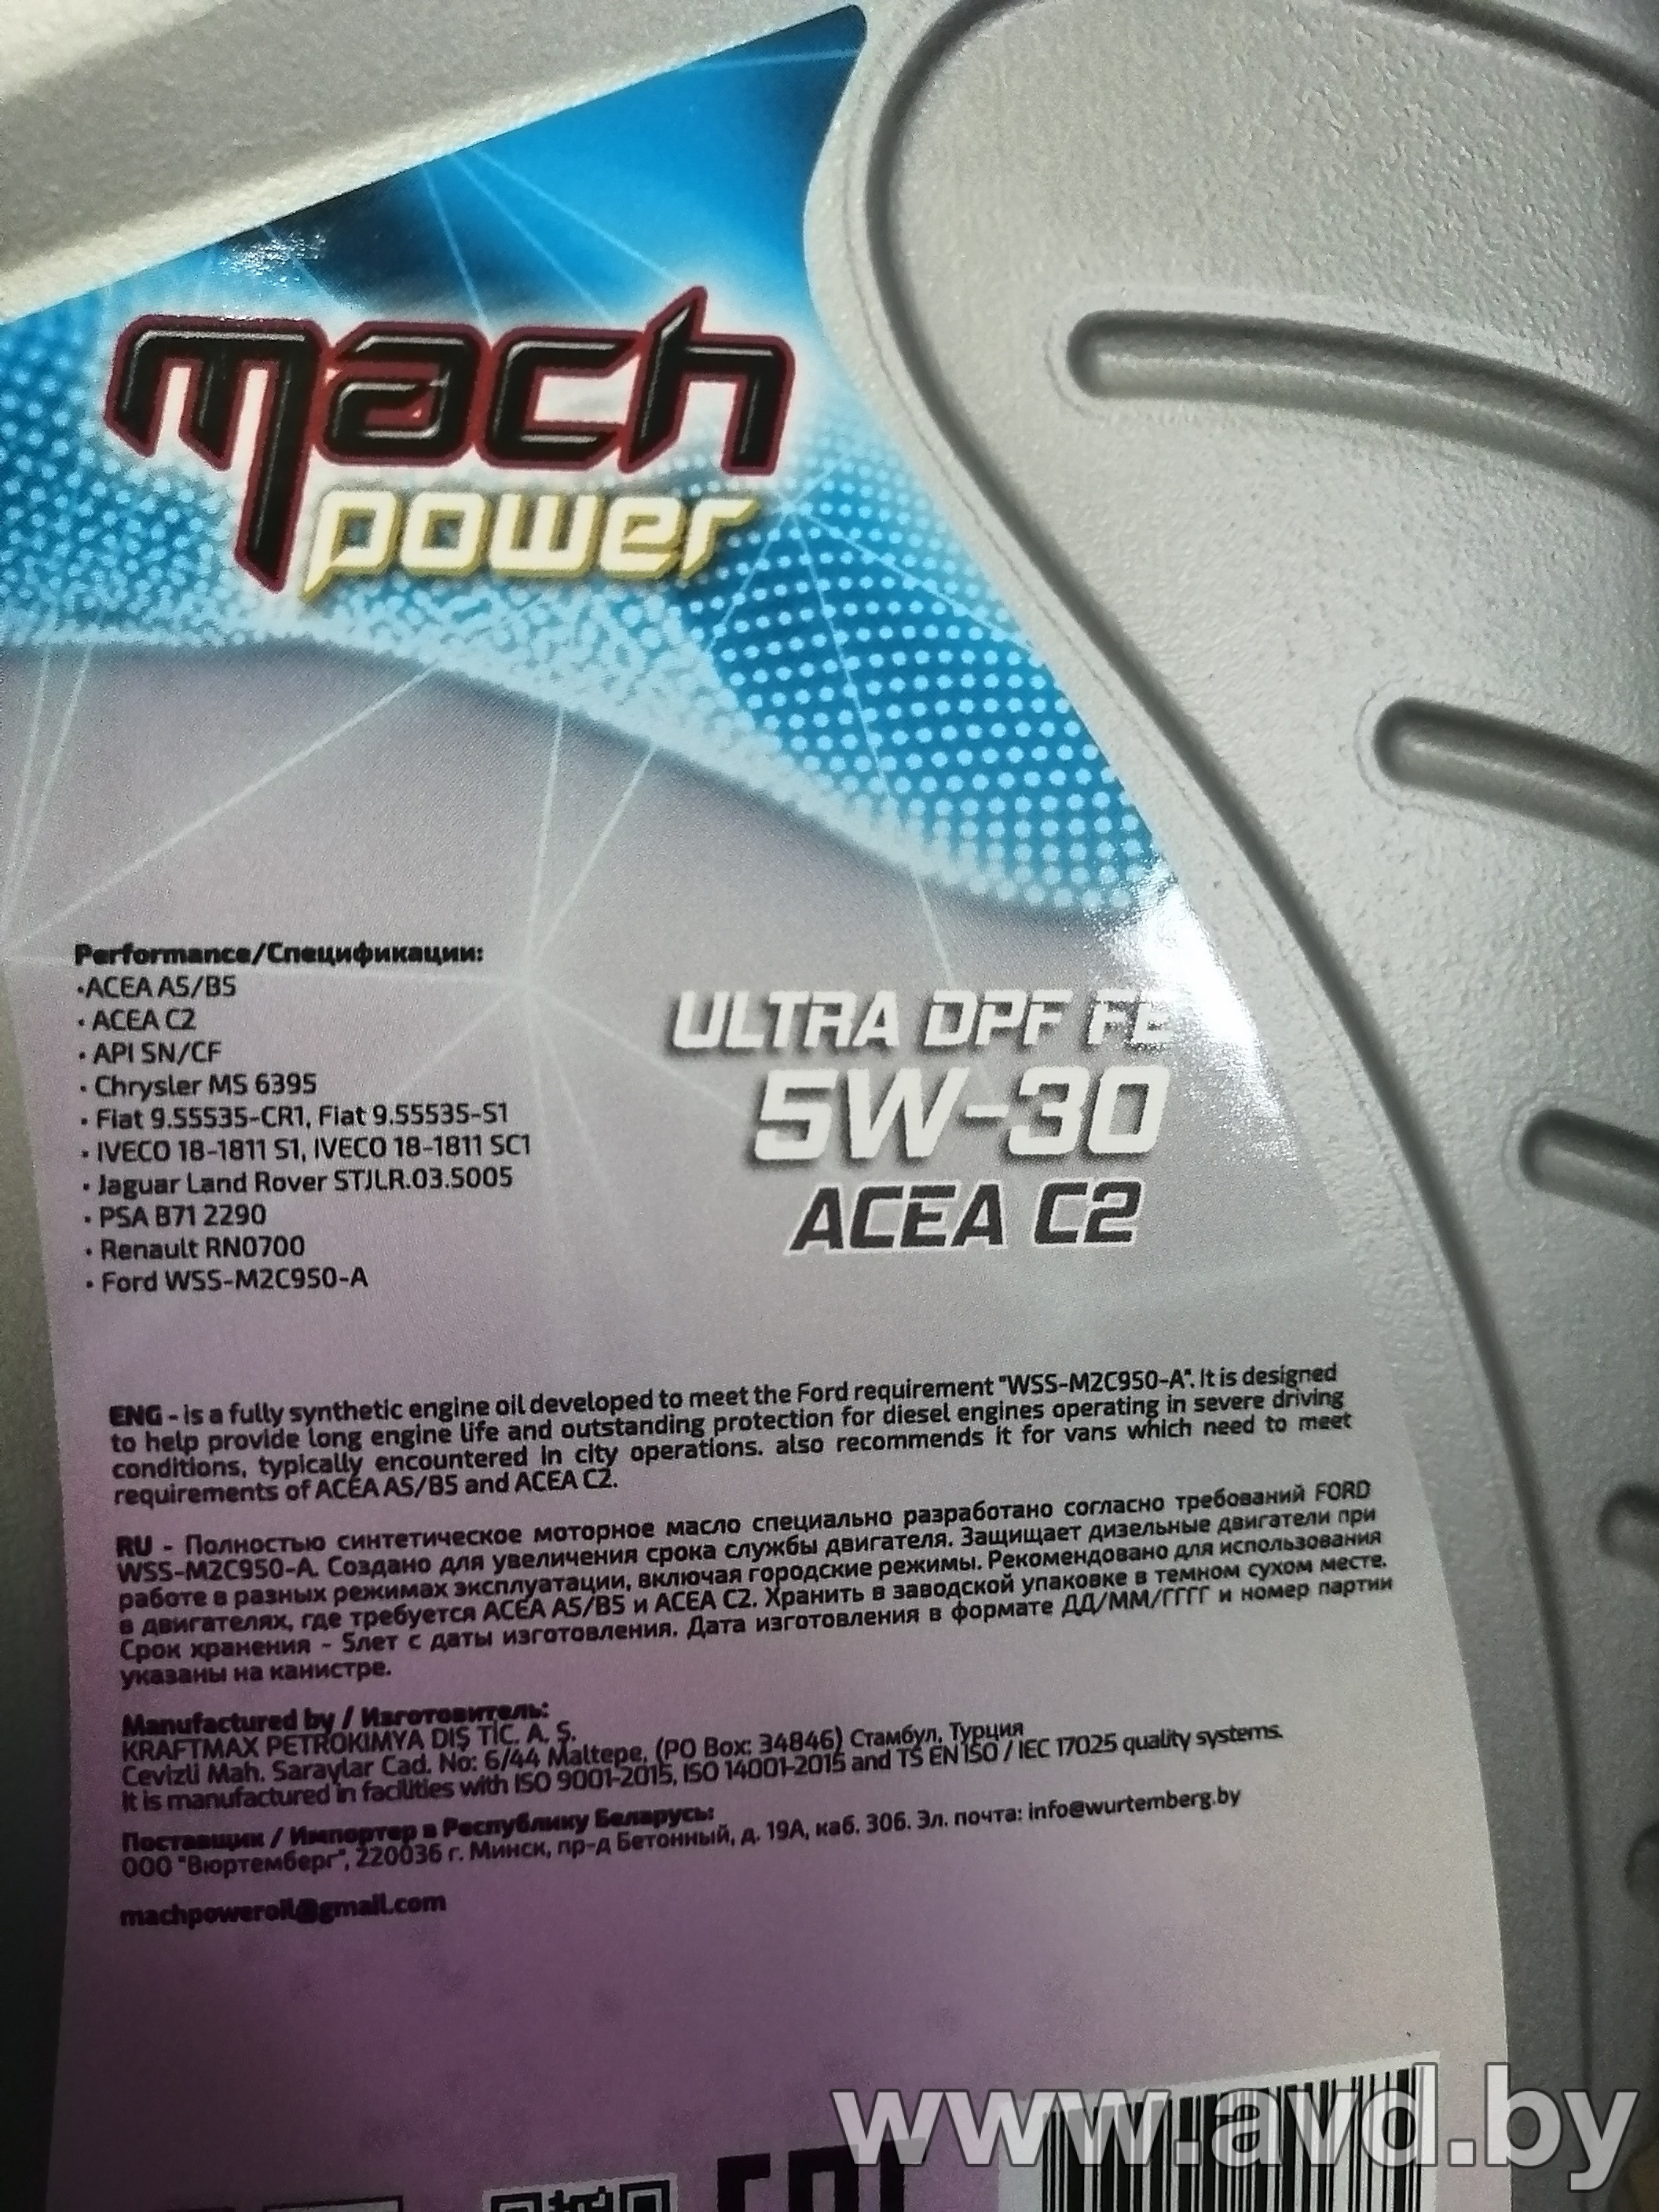 mach
power
Performance/Спецификации:
•ACEA A5/B5
• ACEA C2
• API SN/CF
• Chrysler MS 6395
• Fiat 9.55535-CR1, Fiat 9.55535-S1
• IVECO 18-1811 S1, IVECO 18-1811 SC1
• Jaguar Land Rover STJLR.03.5005
• PSA B71 2290
• Renault RN0700
• Ford WSS-M2C950-A
ULTRA DPF FE
5W-30
ACEA C2
ENG - is a fully synthetic engine oil developed to meet the Ford requirement "WSS-M2C950-A". It is designed
to help provide long engine life and outstanding protection for diesel engines operating in severe driving
conditions, typically encountered in city operations. also recommends it for vans which need to meet
requirements of ACEA A5/B5 and ACEA C2.
RU - Полностью синтетическое моторное масло специально разработано согласно требований FORD
WSS-M2C950-A. Создано для увеличения срока службы двигателя. Защищает дизельные двигатели при
работе в разных режимах эксплуатации, включая городские режимы. Рекомендовано для использования
в двигателях, где требуется ACEA A5/B5 и ACEA C2. Хранить в заводской упаковке в темном сухом месте.
Срок хранения - 5лет с даты изготовления. Дата изготовления в формате ДД/ММ/ГГГГ и номер партии
указаны на канистре.
Manufactured by / Изготовитель:
KRAFTMAX PETROKIMYA DIŞ TİC. A. Ş.
Cevizli Mah. Saraylar Cad. No: 6/44 Maltepe, (PO Box: 34846) Стамбул, Турция
It is manufactured in facilities with ISO 9001-2015, ISO 14001-2015 and TS EN ISO / IEC 17025 quality systems.
Поставщик / Импортер в Республику Беларусь:
ООО "Вюртемберг", 220036 г. Минск, пр-д Бетонный, д. 19А, каб. 306. Эл. почта: info@wurtemberg.by
machpoweroil@gmail.com
www.avd.by